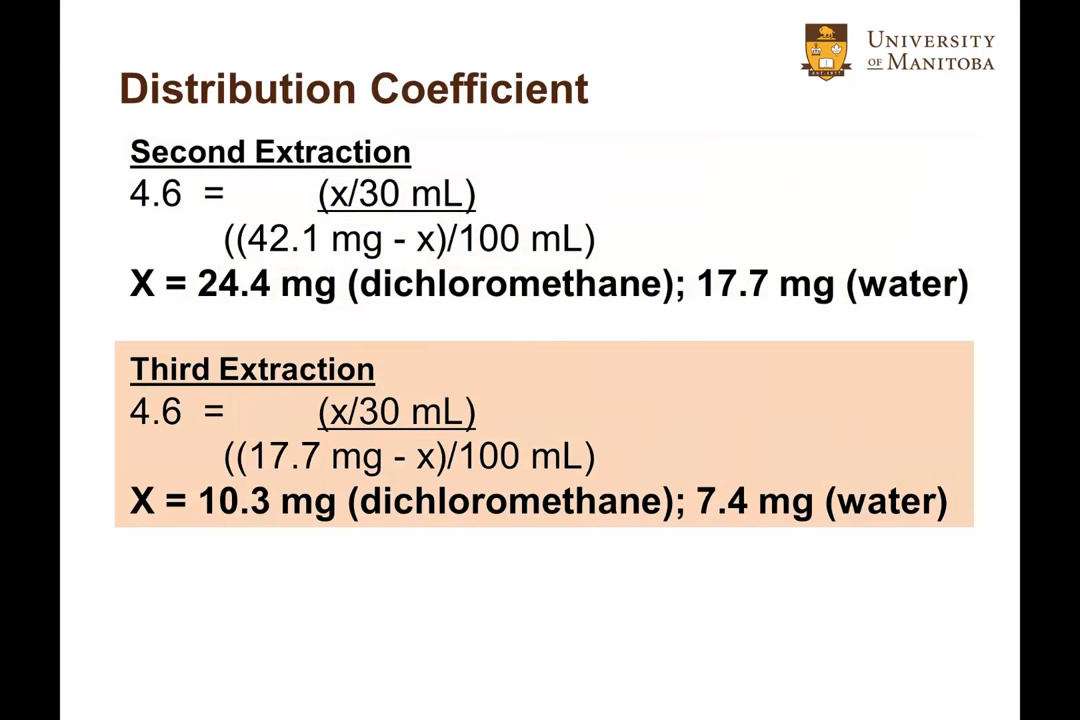 UNIVERSITY
OF MANITOBA
Distribution Coefficient
Second Extraction
4.6 = (x/30 mL)
((42.1 mg - x)/100 mL)
X = 24.4 mg (dichloromethane); 17.7 mg (water)
Third Extraction
4.6 = (x/30 mL)
((17.7 mg - x)/100 mL)
X = 10.3 mg (dichloromethane); 7.4 mg (water)